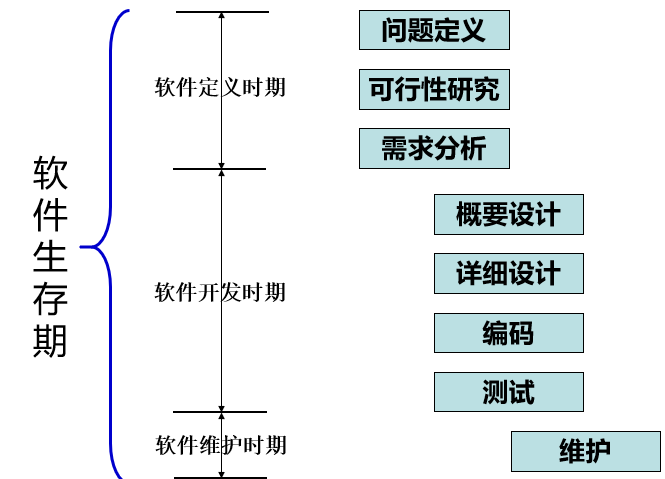 软件生存期
软件定义时期
问题定义
可行性研究
需求分析
软件开发时期
概要设计
详细设计
编码
测试
软件维护时期
维护